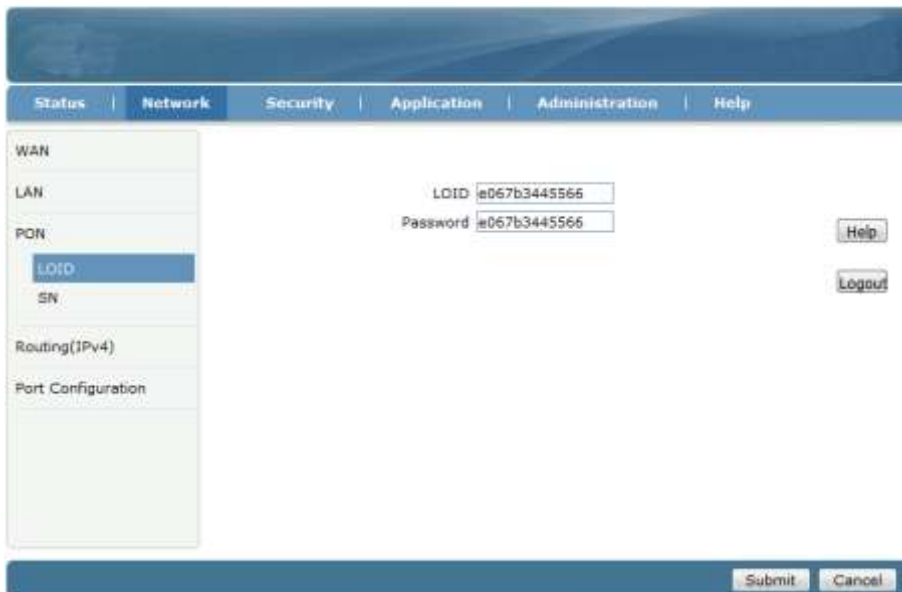 Status | Network Security | Application | Administration | Help
WAN
LAN
LOID e067b3445566
Password e067b3445566
PON
Help
LOID
Logout
SN
Routing(IPv4)
Port Configuration
Submit Cancel